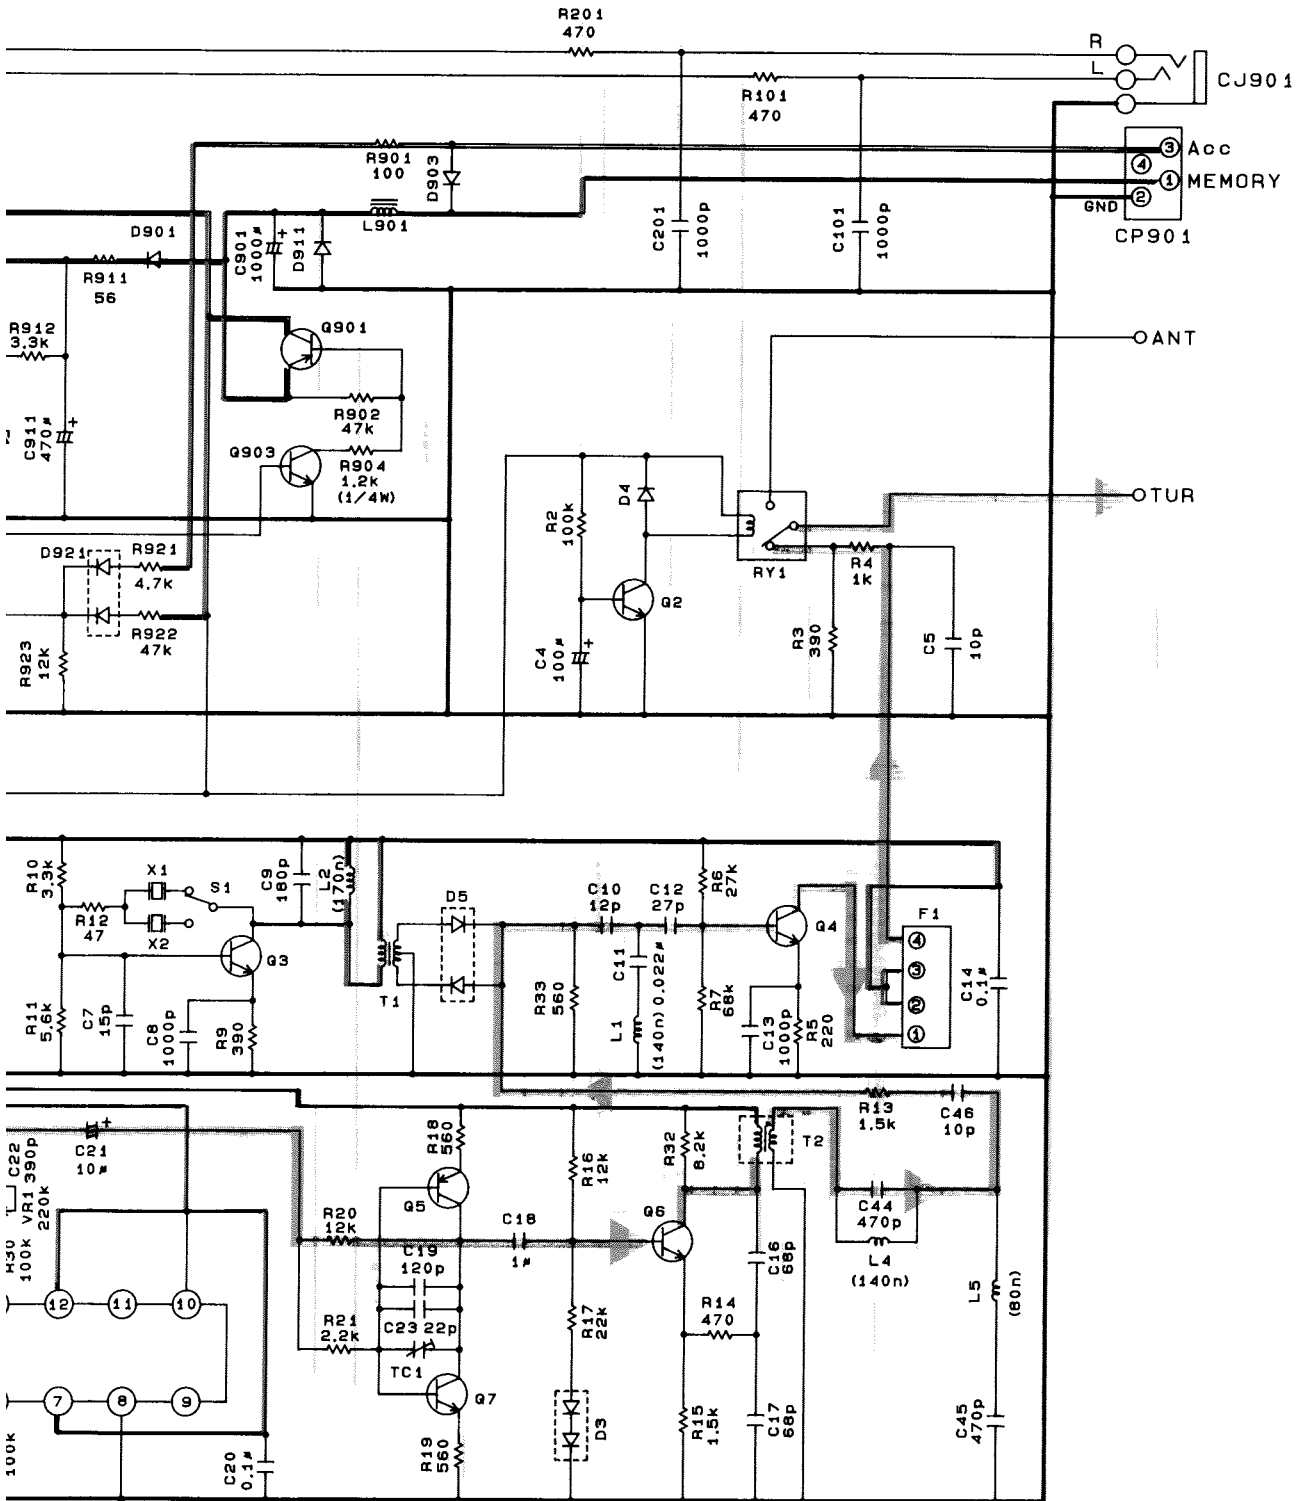 R201
470
R
L
CJ901
R101
470
R901
100
D903
③ Acc
④
① MEMORY
②
GND
CP901
L901
D901
C901
1000µ
+
D911
C201
1000p
C101
1000p
R911
56
R912
3.3k
Q901
ANT
R902
47k
C911
470µ
+
Q903
R904
1.2k
(1/4W)
D4
TUR
R2
100k
D921
R921
4.7k
RY1
R4
1k
Q2
R922
47k
R923
12k
C4
100µ
+
R3
390
C5
10p
R10
3.3k
X1
S1
C9
180p
L2
(170n)
D5
R6
27k
C10
12p
C12
27p
F1
R12
47
X2
Q4
④
Q3
C11
0.022µ
③
T1
②
C14
0.1µ
R11
5.6k
C7
15p
C8
1000p
R9
390
R33
560
L1
(140n)
R7
68k
C13
1000p
R5
220
①
R13
1.5k
C46
10p
C21
10µ
+
R18
560
R16
12k
R32
8.2k
T2
C22
390p
VR1
220k
R30
100k
Q5
R20
12k
C18
1µ
Q6
C44
470p
C19
120p
C16
68p
L4
(140n)
L5
(80n)
12
11
10
R21
2.2k
C23
22p
R17
22k
R14
470
TC1
Q7
7
8
9
D3
R15
1.5k
C17
68p
C45
470p
100k
C20
0.1µ
R19
560